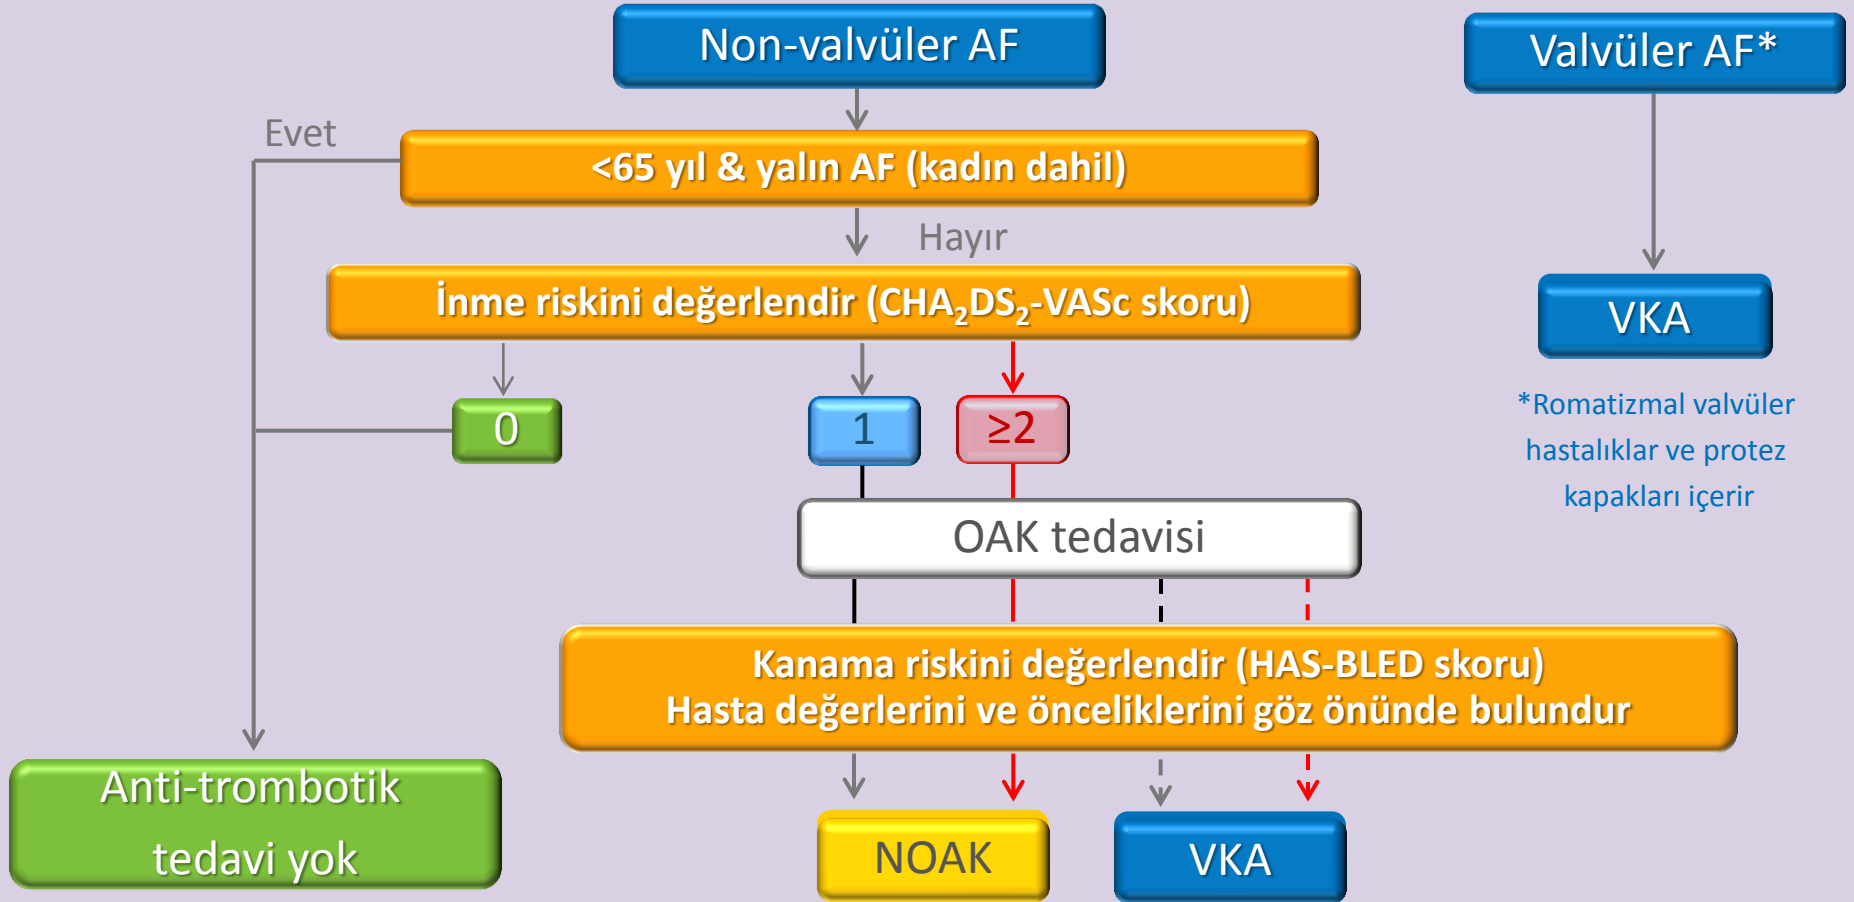 Non-valvüler AF
Valvüler AF*
Evet
<65 yıl & yalın AF (kadın dahil)
Hayır
İnme riskini değerlendir (CHA₂DS₂-VASc skoru)
VKA
0
1
≥2
*Romatizmal valvüler
hastalıklar ve protez
kapakları içerir
OAK tedavisi
Kanama riskini değerlendir (HAS-BLED skoru)
Hasta değerlerini ve önceliklerini göz önünde bulundur
Anti-trombotik
tedavi yok
NOAK
VKA